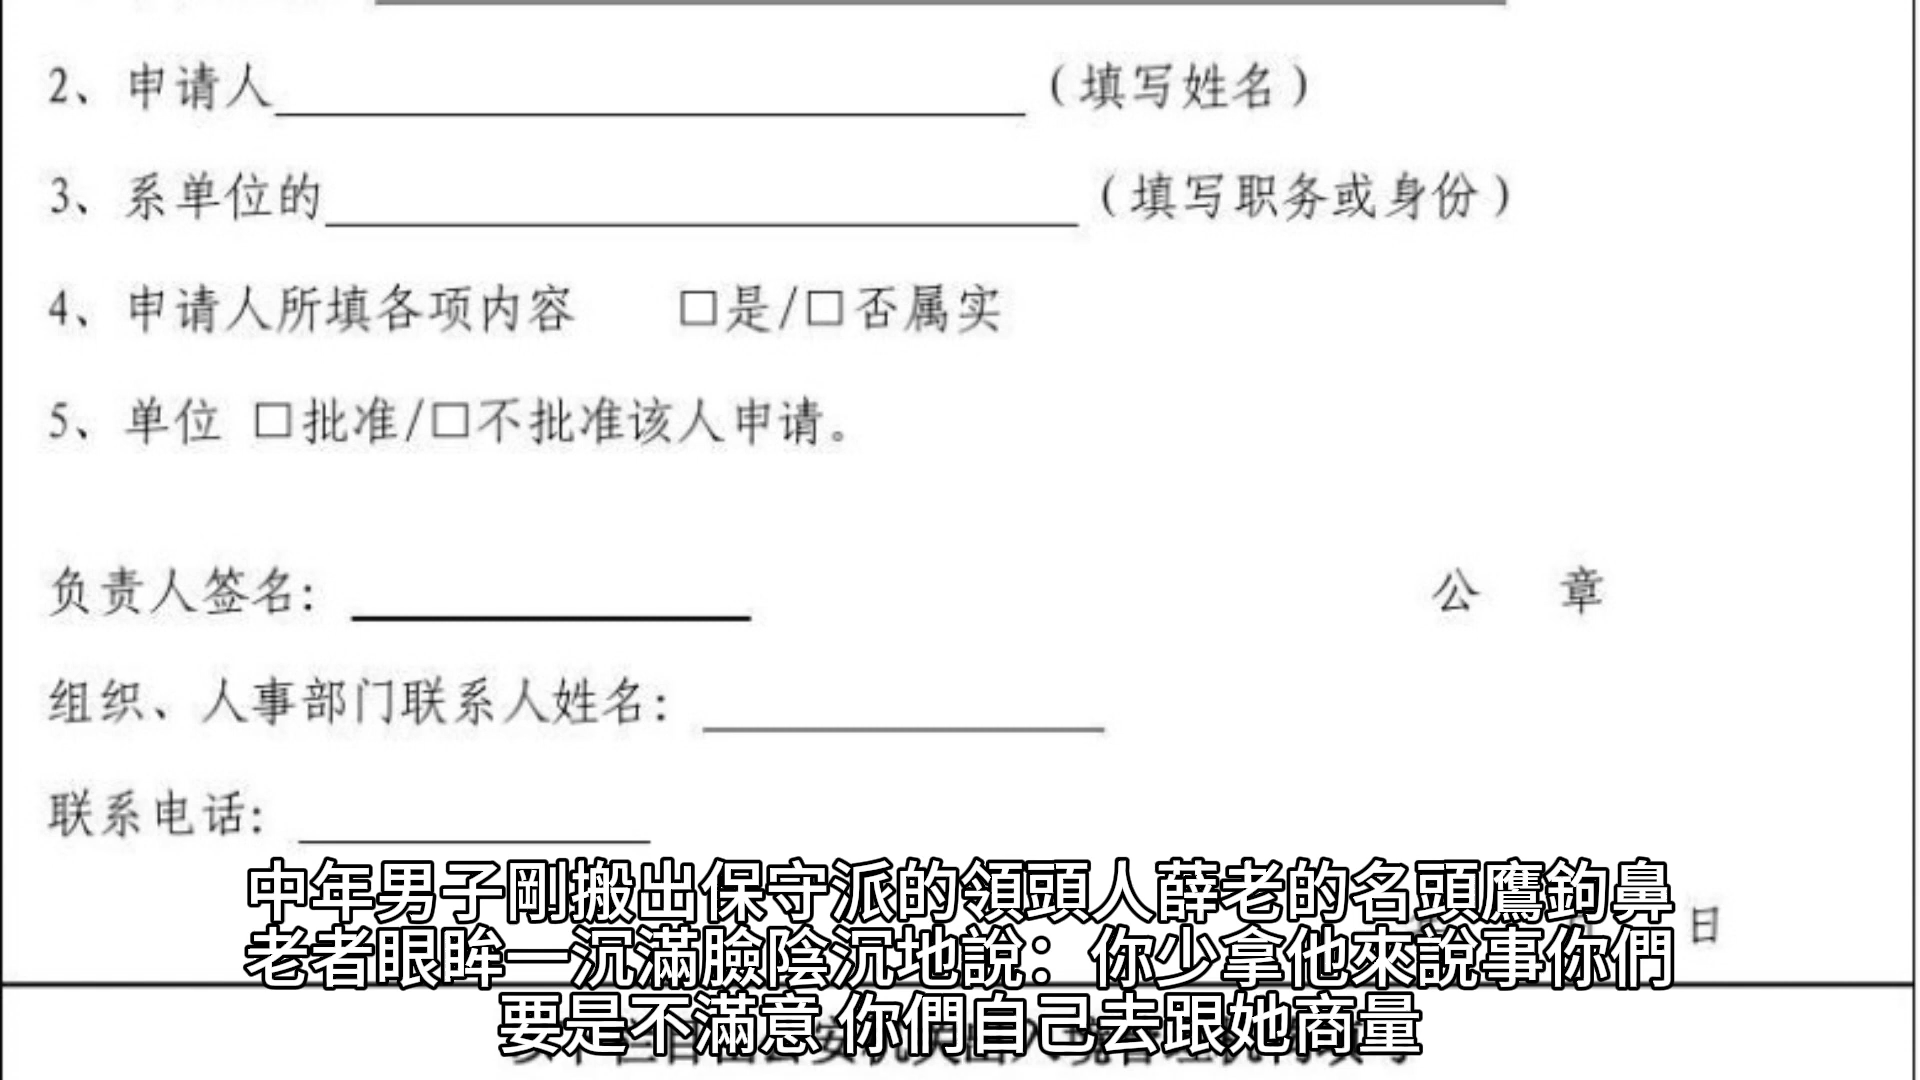 2、申请人（填写姓名）
3、系单位的（填写职务或身份）
4、申请人所填各项内容 □是/□否属实
5、单位 □批准/□不批准该人申请。
负责人签名： 公 章
组织、人事部门联系人姓名：
联系电话：
日
中年男子剛搬出保守派的領頭人薛老的名頭鷹鉤鼻
老者眼眸一沉滿臉陰沉地說：你少拿他來說事你們
要是不滿意 你們自己去跟她商量